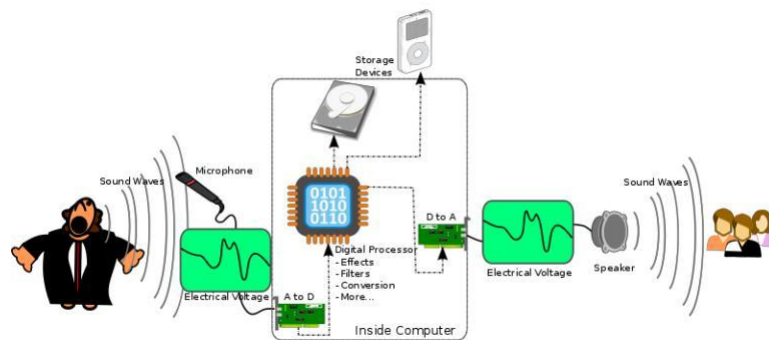 Storage
Devices
Microphone
Sound Waves
Electrical Voltage
A to D
0101
1010
0110
Digital Processor
- Effects
- Filters
- Conversion
- More...
Inside Computer
D to A
Electrical Voltage
Speaker
Sound Waves